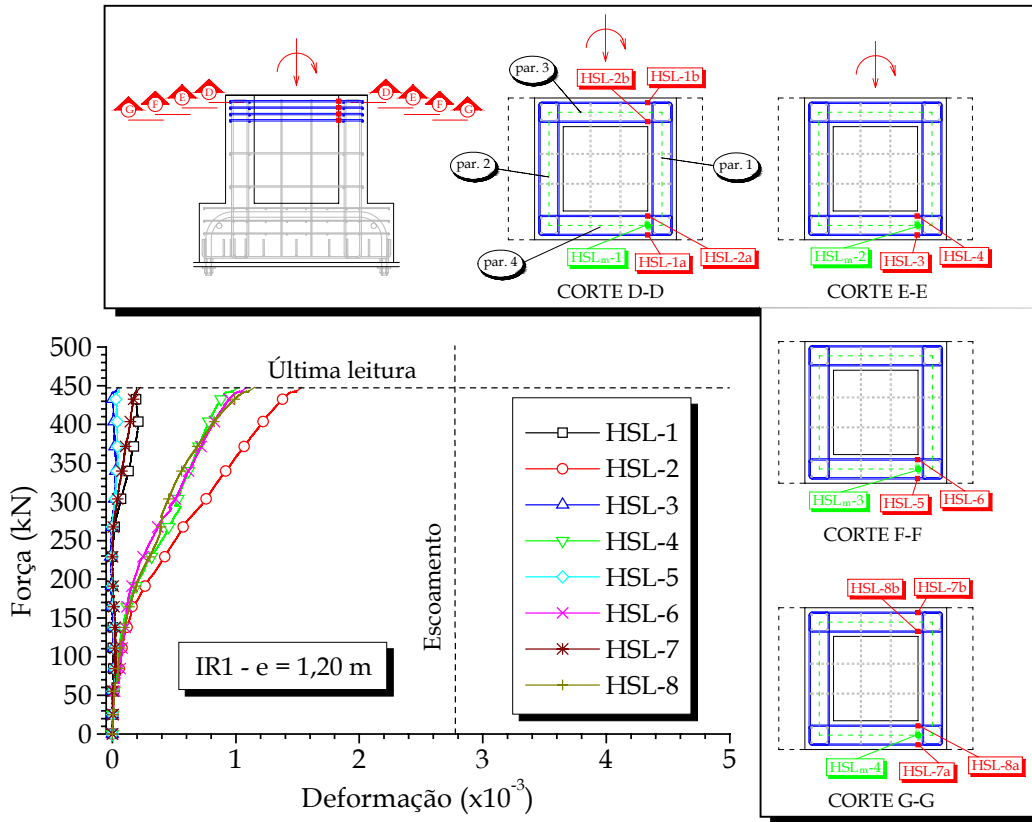 G
F
E
D
D
E
F
G
par. 3
HSL-2b
HSL-1b
par. 1
par. 2
par. 4
HSLm-1
HSL-1a
HSL-2a
CORTE D-D
HSLm-2
HSL-3
HSL-4
CORTE E-E
HSLm-3
HSL-5
HSL-6
CORTE F-F
HSL-8b
HSL-7b
HSLm-4
HSL-7a
HSL-8a
CORTE G-G
500
450
400
350
300
250
200
150
100
50
0
Força (kN)
Última leitura
Escoamento
IR1 - e = 1,20 m
HSL-1
HSL-2
HSL-3
HSL-4
HSL-5
HSL-6
HSL-7
HSL-8
0 1 2 3 4 5
Deformação (x10⁻³)